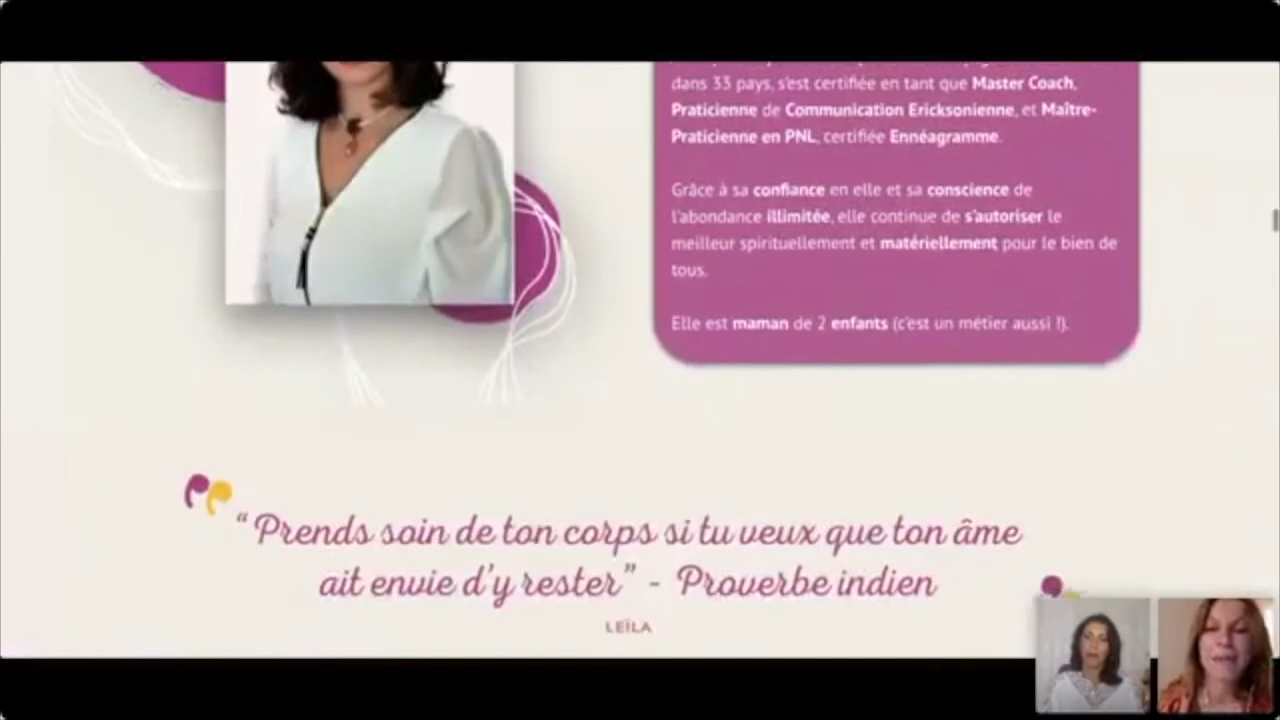 dans 33 pays, s'est certifiée en tant que Master Coach,
Praticienne de Communication Ericksonienne, et Maître-
Praticienne en PNL, certifiée Ennéagramme.
Grâce à sa confiance en elle et sa conscience de
l'abondance illimitée, elle continue de s'autoriser le
meilleur spirituellement et matériellement pour le bien de
tous.
Elle est maman de 2 enfants (c'est un métier aussi !).
“Prends soin de ton corps si tu veux que ton âme
ait envie d'y rester” - Proverbe indien
LEÏLA